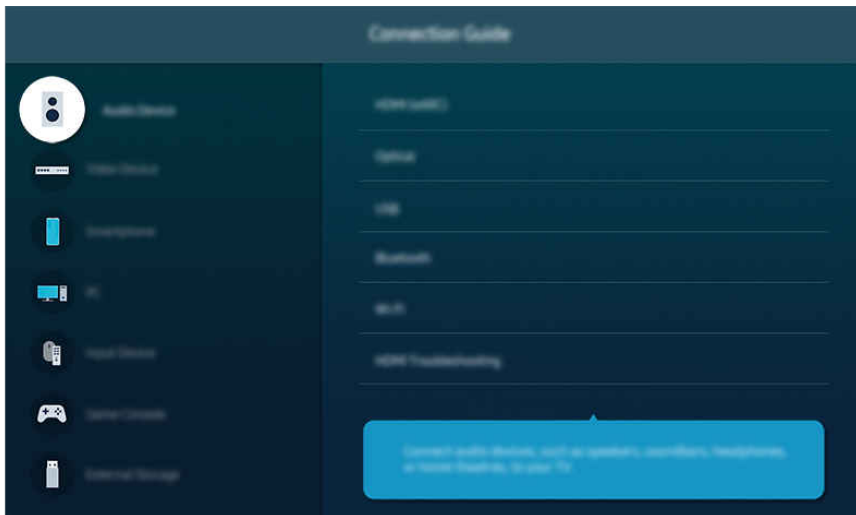 Connection Guide
Audio Device
Video Device
Smartphone
PC
Input Device
Game Console
External Storage
HDMI (eARC)
Optical
USB
Bluetooth
Wi-Fi
HDMI Troubleshooting
Connect audio devices, such as speakers, soundbars, headphones,
or home theatres, to your TV.